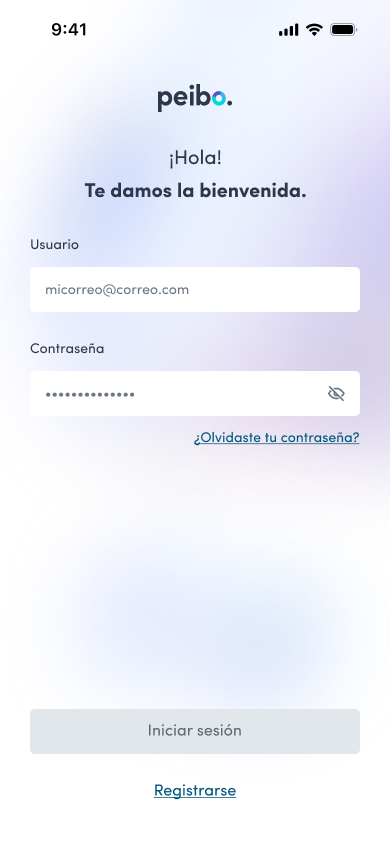 9:41
peibo.
¡Hola!
Te damos la bienvenida.
Usuario
micorreo@correo.com
Contraseña
••••••••••••••
¿Olvidaste tu contraseña?
Iniciar sesión
Registrarse